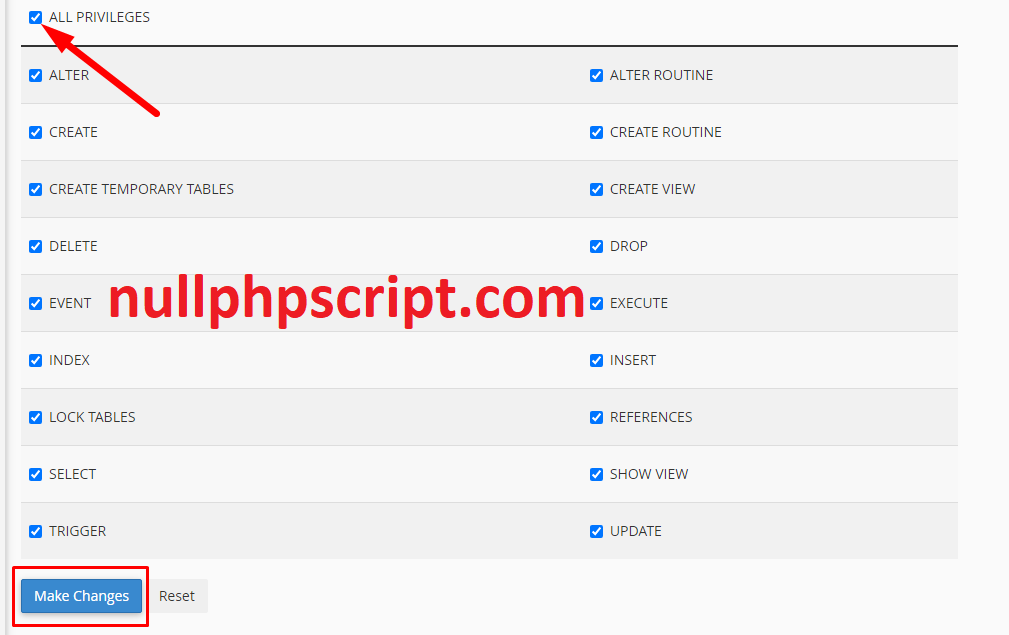 ALL PRIVILEGES
ALTER ALTER ROUTINE
CREATE CREATE ROUTINE
CREATE TEMPORARY TABLES CREATE VIEW
DELETE DROP
EVENT nullphpscript.com EXECUTE
INDEX INSERT
LOCK TABLES REFERENCES
SELECT SHOW VIEW
TRIGGER UPDATE
Make Changes Reset